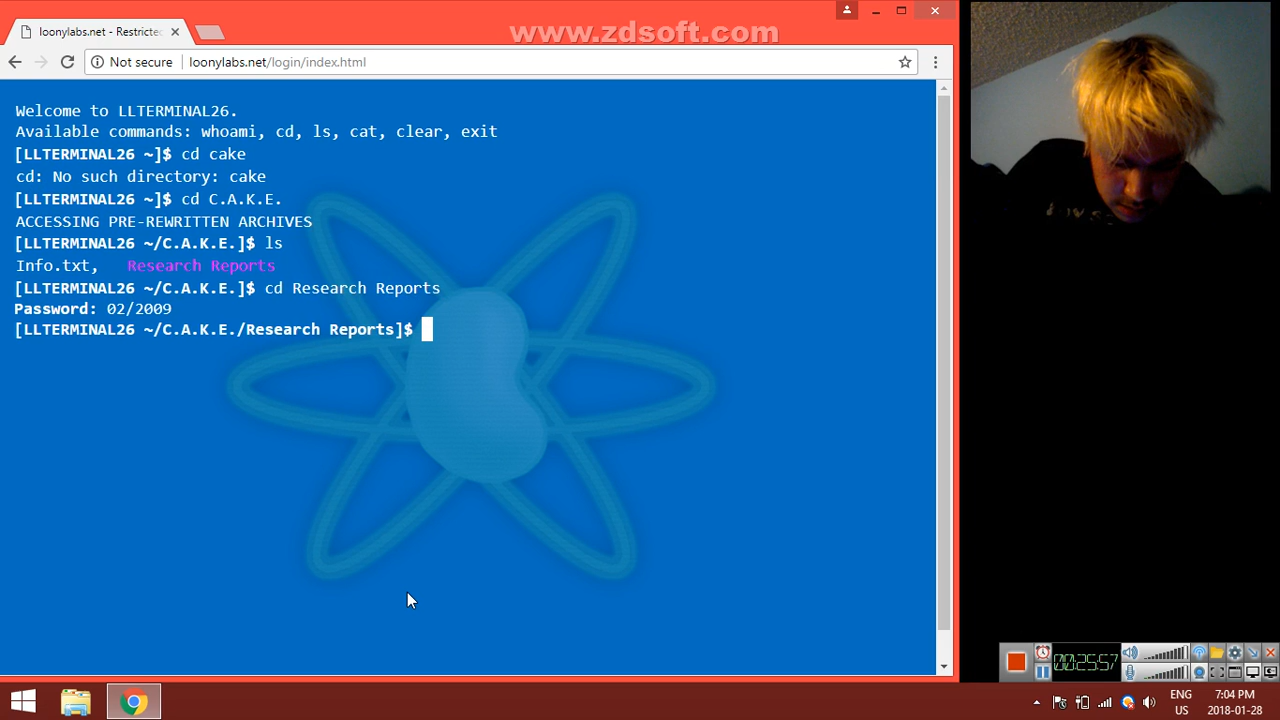 www.zdsoft.com
loonylabs.net - Restricted
Not secure
loonylabs.net/login/index.html
Welcome to LLTERMINAL26.
Available commands: whoami, cd, ls, cat, clear, exit
[LLTERMINAL26 ~]$ cd cake
cd: No such directory: cake
[LLTERMINAL26 ~]$ cd C.A.K.E.
ACCESSING PRE-REWRITTEN ARCHIVES
[LLTERMINAL26 ~/C.A.K.E.]$ ls
Info.txt, Research Reports
[LLTERMINAL26 ~/C.A.K.E.]$ cd Research Reports
Password: 02/2009
[LLTERMINAL26 ~/C.A.K.E./Research Reports]$
00:25:57
ENG 7:04 PM
US 2018-01-28